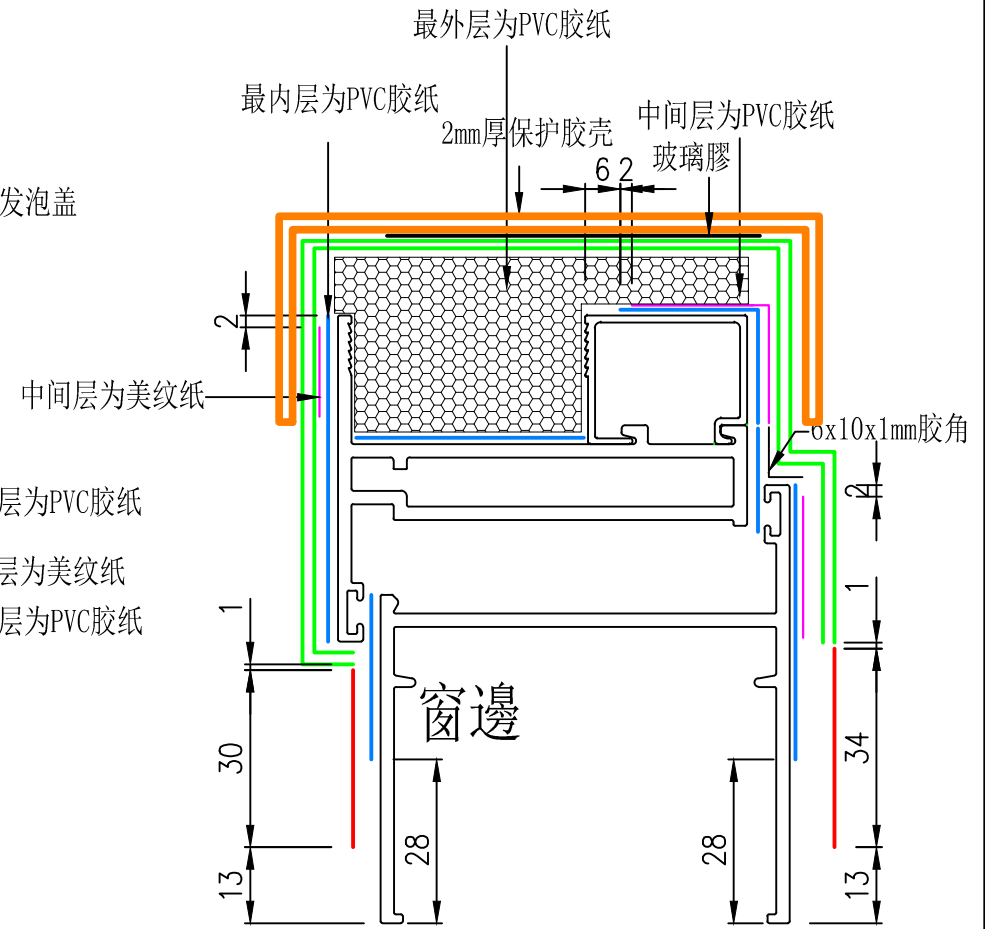 最外层为PVC胶纸
最内层为PVC胶纸
中间层为PVC胶纸
2mm厚保护胶壳
玻璃膠
6 2
发泡盖
2
中间层为美纹纸
6x10x1mm胶角
层为PVC胶纸
2
层为美纹纸
层为PVC胶纸
1
1
窗邊
30
34
28
28
13
13